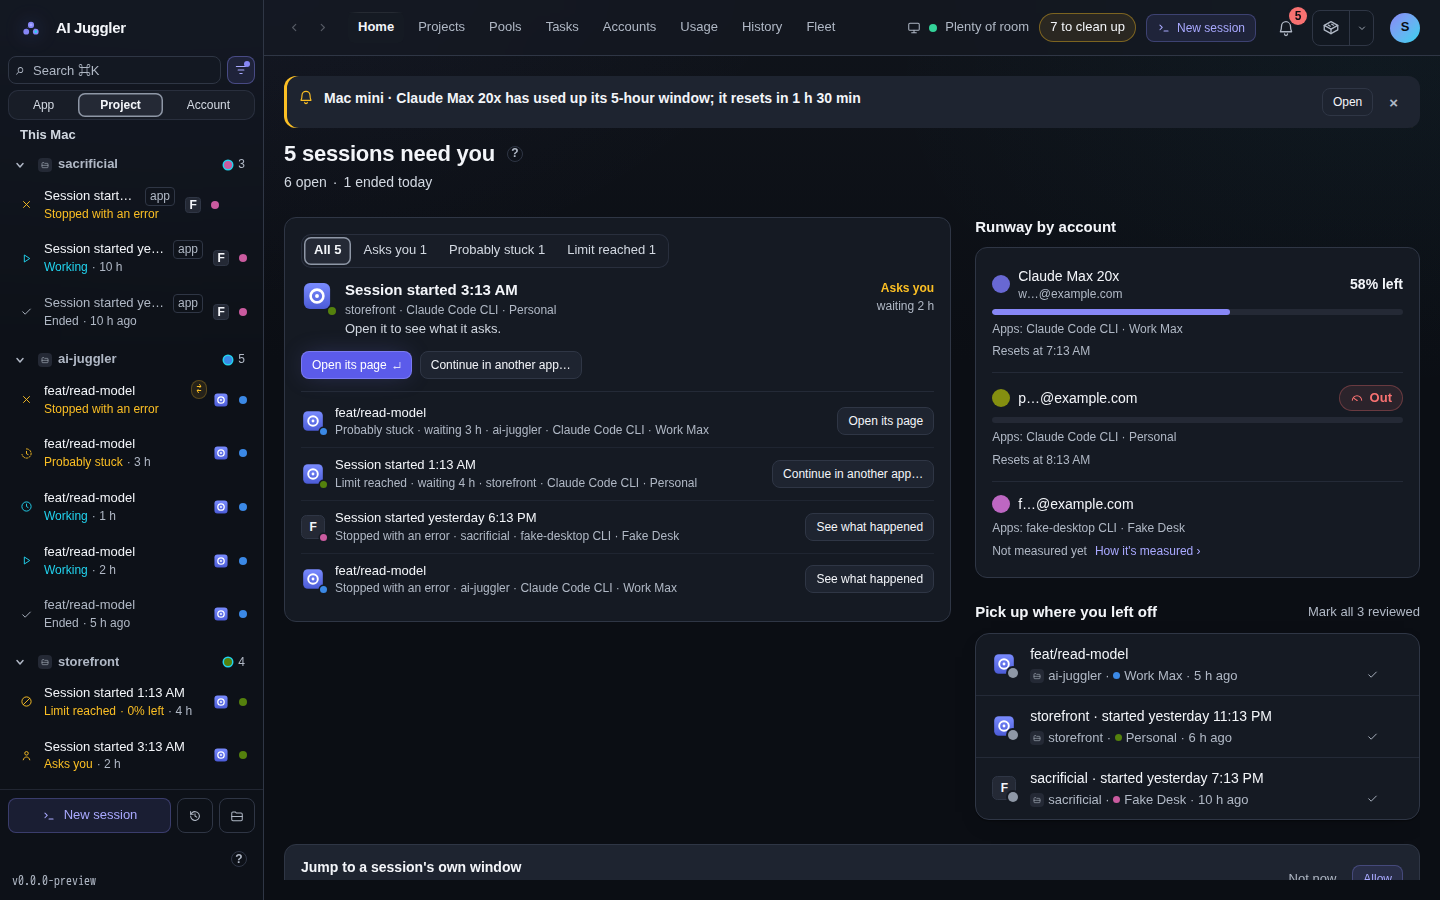 AI Juggler
Search ⌘K
App Project Account
This Mac
sacrificial 3
Session start… app F
Stopped with an error
Session started ye… app F
Working · 10 h
Session started ye… app F
Ended · 10 h ago
ai-juggler 5
feat/read-model
Stopped with an error
feat/read-model
Probably stuck · 3 h
feat/read-model
Working · 1 h
feat/read-model
Working · 2 h
feat/read-model
Ended · 5 h ago
storefront 4
Session started 1:13 AM
Limit reached · 0% left · 4 h
Session started 3:13 AM
Asks you · 2 h
New session
?
v0.0.0-preview
Home Projects Pools Tasks Accounts Usage History Fleet
Plenty of room 7 to clean up New session 5 S
Mac mini · Claude Max 20x has used up its 5-hour window; it resets in 1 h 30 min
Open ×
5 sessions need you ?
6 open · 1 ended today
All 5 Asks you 1 Probably stuck 1 Limit reached 1
Session started 3:13 AM
storefront · Claude Code CLI · Personal
Open it to see what it asks.
Asks you
waiting 2 h
Open its page ↵ Continue in another app…
feat/read-model
Probably stuck · waiting 3 h · ai-juggler · Claude Code CLI · Work Max
Open its page
Session started 1:13 AM
Limit reached · waiting 4 h · storefront · Claude Code CLI · Personal
Continue in another app…
F
Session started yesterday 6:13 PM
Stopped with an error · sacrificial · fake-desktop CLI · Fake Desk
See what happened
feat/read-model
Stopped with an error · ai-juggler · Claude Code CLI · Work Max
See what happened
Runway by account
Claude Max 20x
w…@example.com
58% left
Apps: Claude Code CLI · Work Max
Resets at 7:13 AM
p…@example.com
Out
Apps: Claude Code CLI · Personal
Resets at 8:13 AM
f…@example.com
Apps: fake-desktop CLI · Fake Desk
Not measured yet How it's measured ›
Pick up where you left off
Mark all 3 reviewed
feat/read-model
ai-juggler · Work Max · 5 h ago
storefront · started yesterday 11:13 PM
storefront · Personal · 6 h ago
F
sacrificial · started yesterday 7:13 PM
sacrificial · Fake Desk · 10 h ago
Jump to a session's own window
Not now Allow